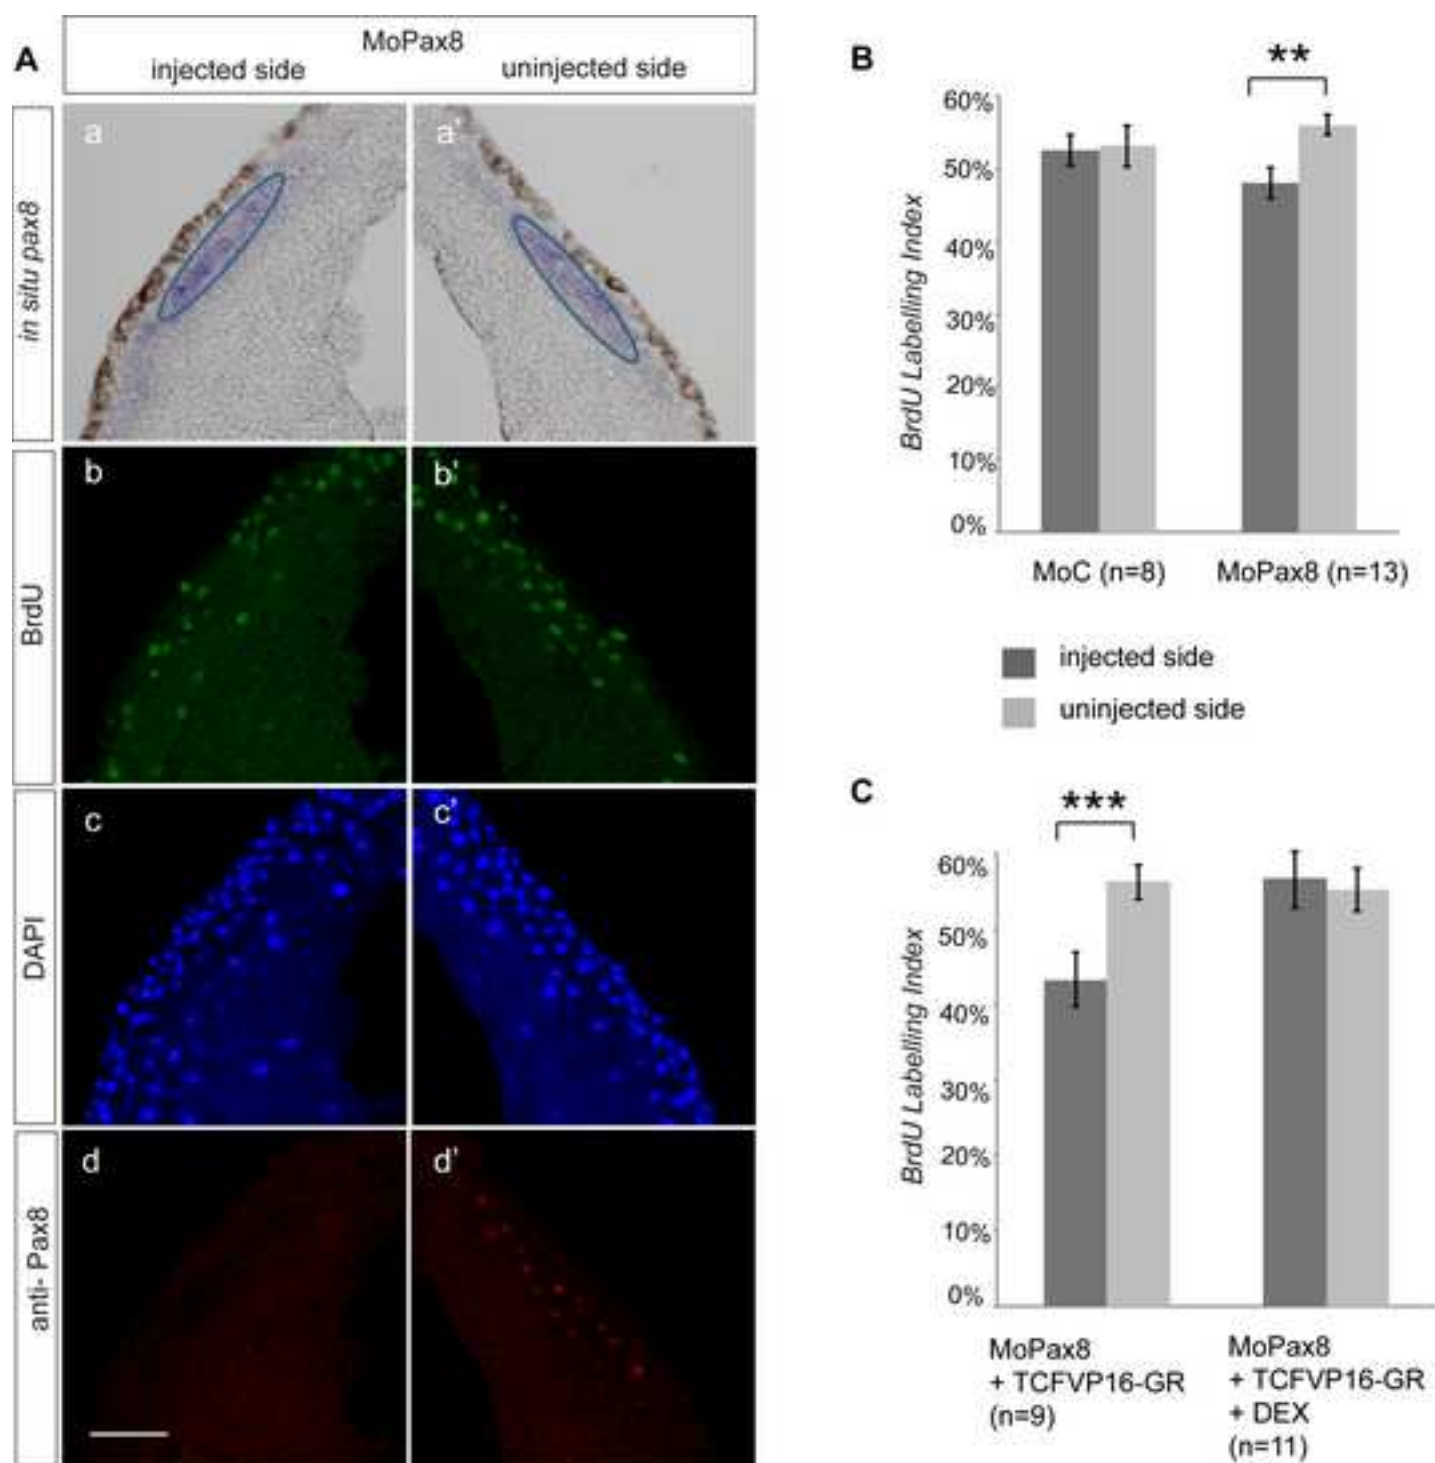 A
MoPax8
injected side
uninjected side
in situ pax8
a
a'
BrdU
b
b'
DAPI
c
c'
anti- Pax8
d
d'
B
**
BrdU Labelling Index
60%
50%
40%
30%
20%
10%
0%
MoC (n=8)
MoPax8 (n=13)
injected side
uninjected side
C
***
BrdU Labelling Index
60%
50%
40%
30%
20%
10%
0%
MoPax8
+ TCFVP16-GR
(n=9)
MoPax8
+ TCFVP16-GR
+ DEX
(n=11)